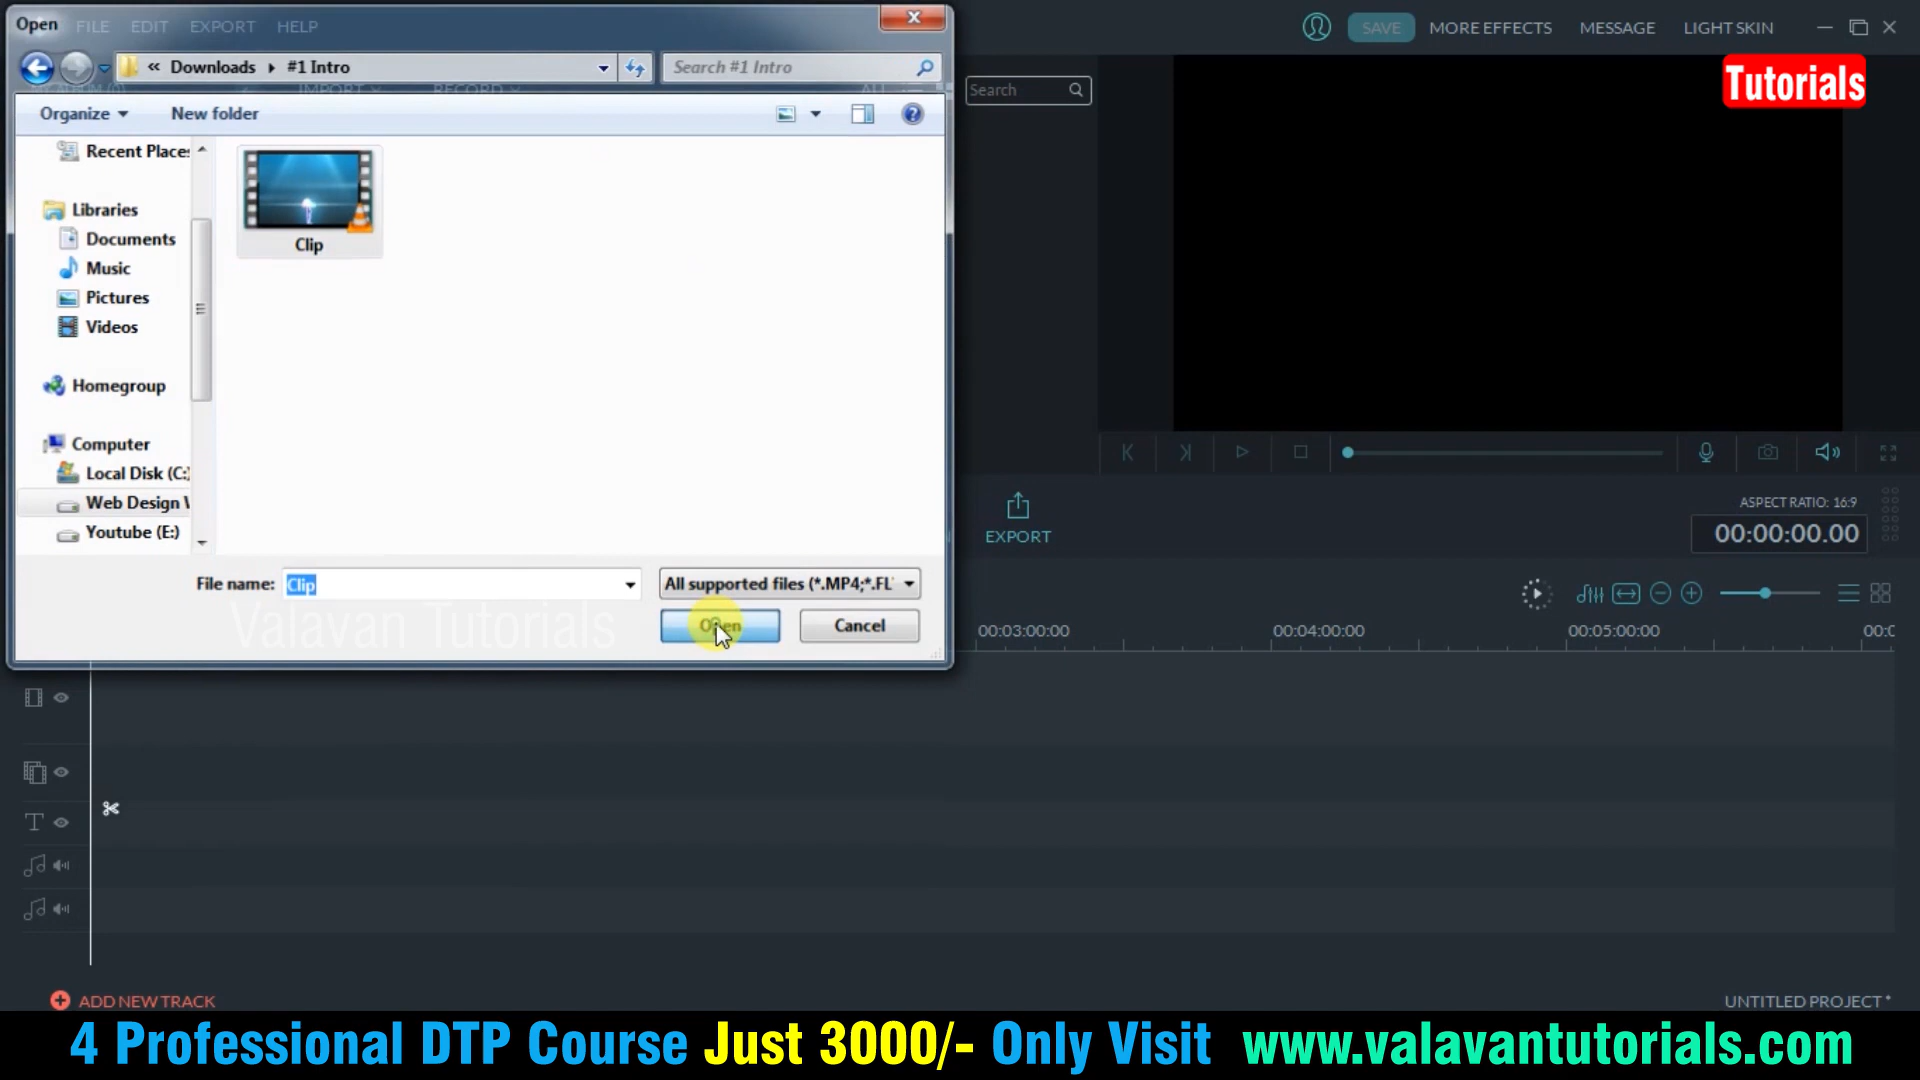 Open FILE EDIT EXPORT HELP
SAVE MORE EFFECTS MESSAGE LIGHT SKIN
« Downloads #1 Intro
Search #1 Intro
Search
Tutorials
Organize New folder
Recent Places
Clip
Libraries
Documents
Music
Pictures
Videos
Homegroup
Computer
Local Disk (C:)
Web Design
Youtube (E:)
File name: Clip
All supported files (*.MP4;*.FL
Open Cancel
Valavan Tutorials
EXPORT
ASPECT RATIO: 16:9
00:00:00.00
00:03:00:00 00:04:00:00 00:05:00:00
ADD NEW TRACK
UNTITLED PROJECT *
4 Professional DTP Course Just 3000/- Only Visit www.valavantutorials.com